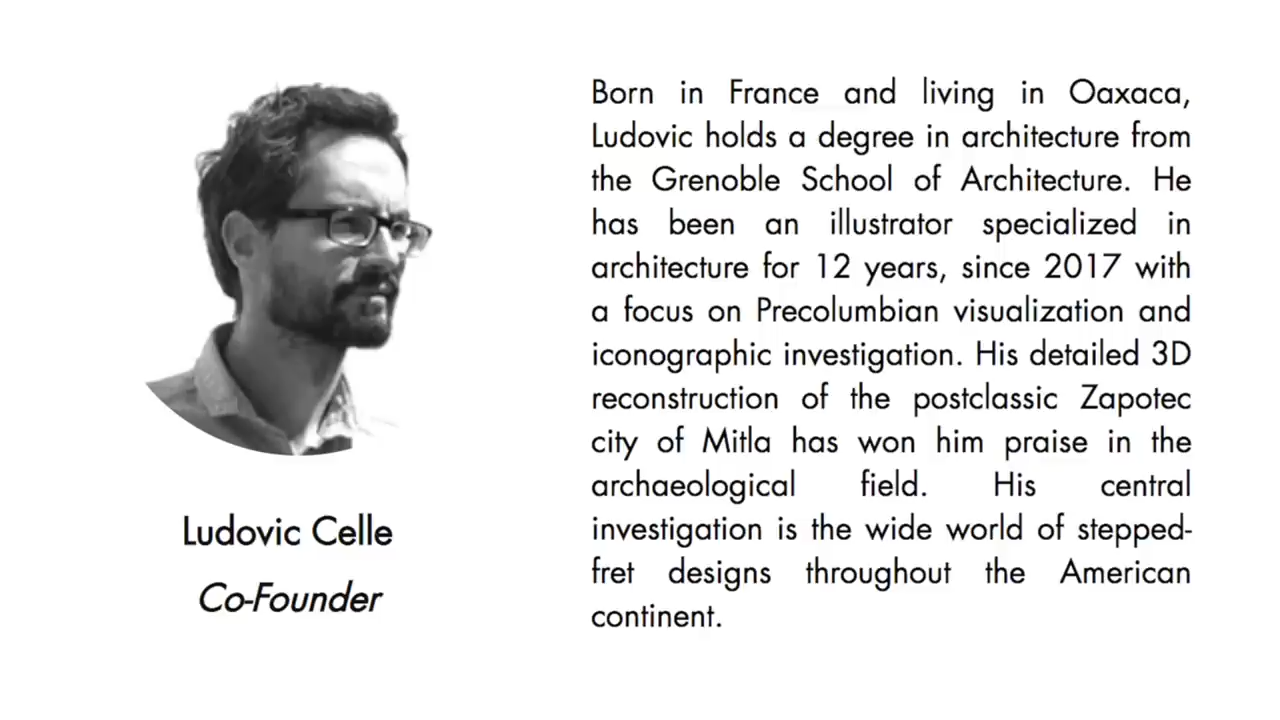 Born in France and living in Oaxaca,
Ludovic holds a degree in architecture from
the Grenoble School of Architecture. He
has been an illustrator specialized in
architecture for 12 years, since 2017 with
a focus on Precolumbian visualization and
iconographic investigation. His detailed 3D
reconstruction of the postclassic Zapotec
city of Mitla has won him praise in the
archaeological field. His central
investigation is the wide world of stepped-
fret designs throughout the American
continent.
Ludovic Celle
Co-Founder